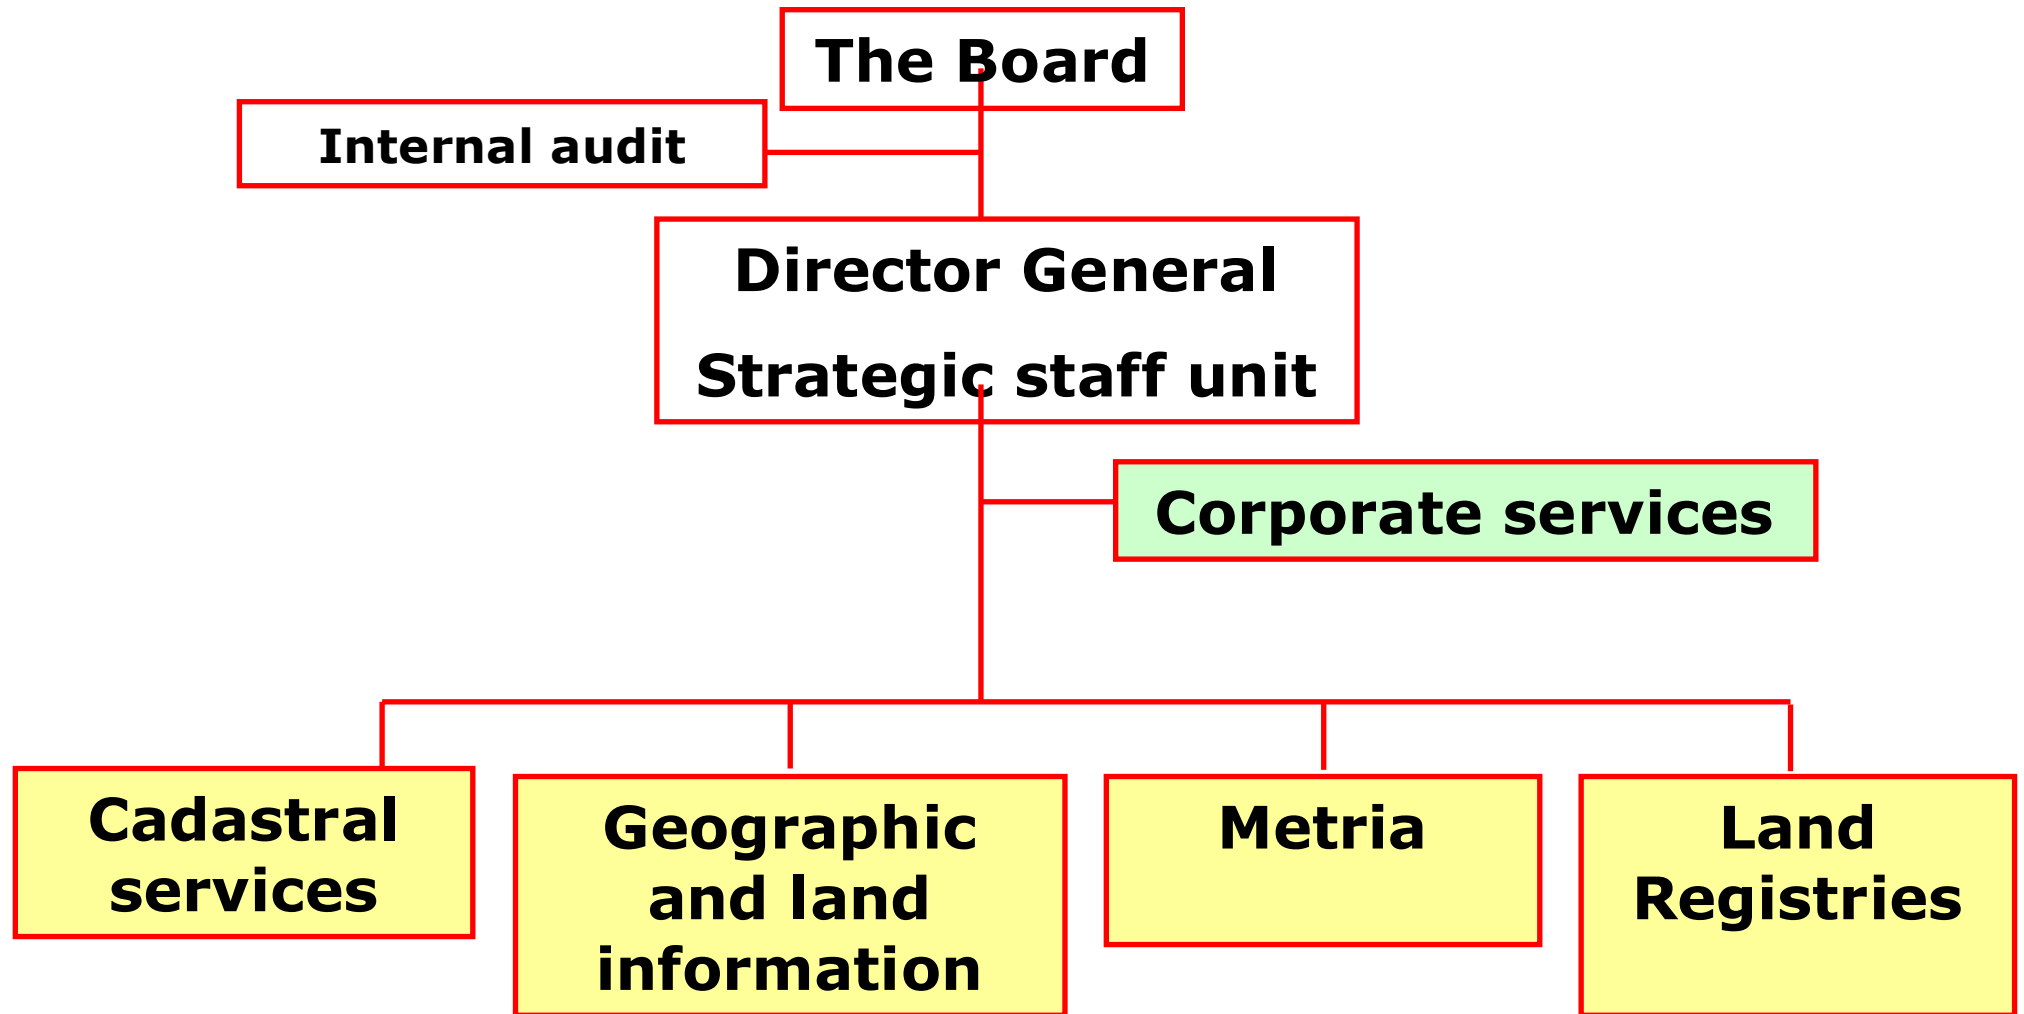 The Board
Internal audit
Director General
Strategic staff unit
Corporate services
Cadastral
services
Geographic
and land
information
Metria
Land
Registries